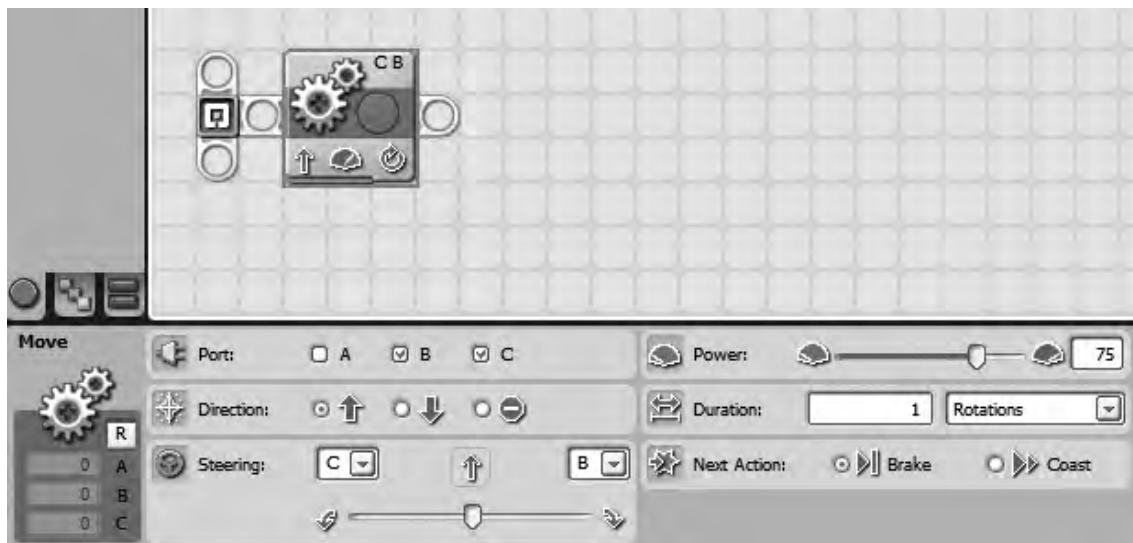 C B
Move
R
0 A
0 B
0 C
Port: A B C
Direction:
Steering: C B
Power: 75
Duration: 1 Rotations
Next Action: Brake Coast